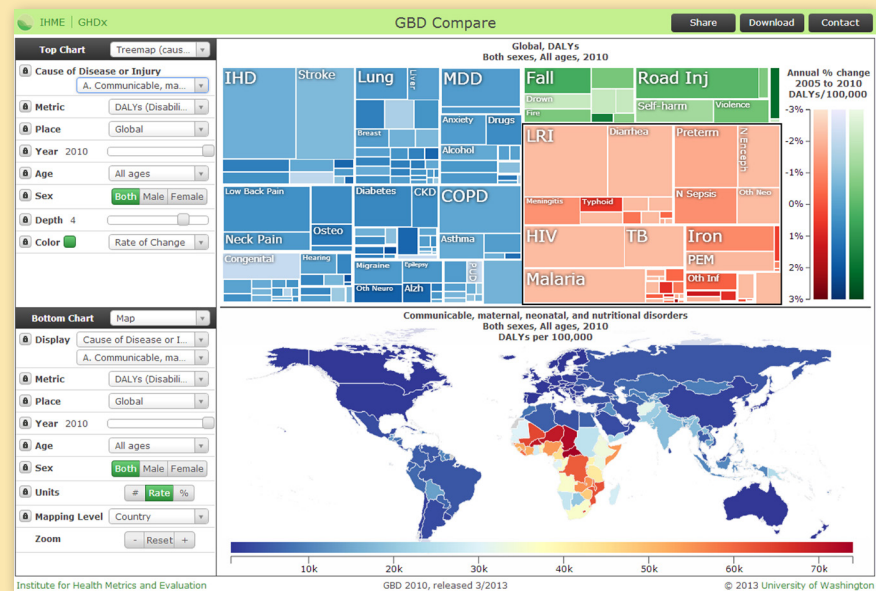 IHME | GHDx
GBD Compare
Share
Download
Contact
Top Chart
Treemap (caus...
Cause of Disease or Injury
A. Communicable, ma...
Metric
DALYs (Disabili...
Place
Global
Year 2010
Age
All ages
Sex
Both Male Female
Depth 4
Color
Rate of Change
Global, DALYs
Both sexes, All ages, 2010
IHD
Stroke
Lung
Liver
MDD
Breast
Anxiety
Drugs
Alcohol
Low Back Pain
Neck Pain
Osteo
Diabetes
CKD
COPD
Asthma
Congenital
Hearing
Migraine
Epilepsy
PUD
Oth Neuro
Alzh
Fall
Road Inj
Drown
Fire
Self-harm
Violence
LRI
Diarrhea
Preterm
N Enceph
Meningitis
Typhoid
N Sepsis
Oth Neo
HIV
TB
Iron
PEM
Malaria
Oth Inf
Annual % change
2005 to 2010
DALYs/100,000
-3%
-2%
-1%
0%
1%
2%
3%
Bottom Chart
Map
Display
Cause of Disease or I...
A. Communicable, ma...
Metric
DALYs (Disabili...
Place
Global
Year 2010
Age
All ages
Sex
Both Male Female
Units
# Rate %
Mapping Level
Country
Zoom
- Reset +
Communicable, maternal, neonatal, and nutritional disorders
Both sexes, All ages, 2010
DALYs per 100,000
10k 20k 30k 40k 50k 60k 70k
Institute for Health Metrics and Evaluation
GBD 2010, released 3/2013
© 2013 University of Washington